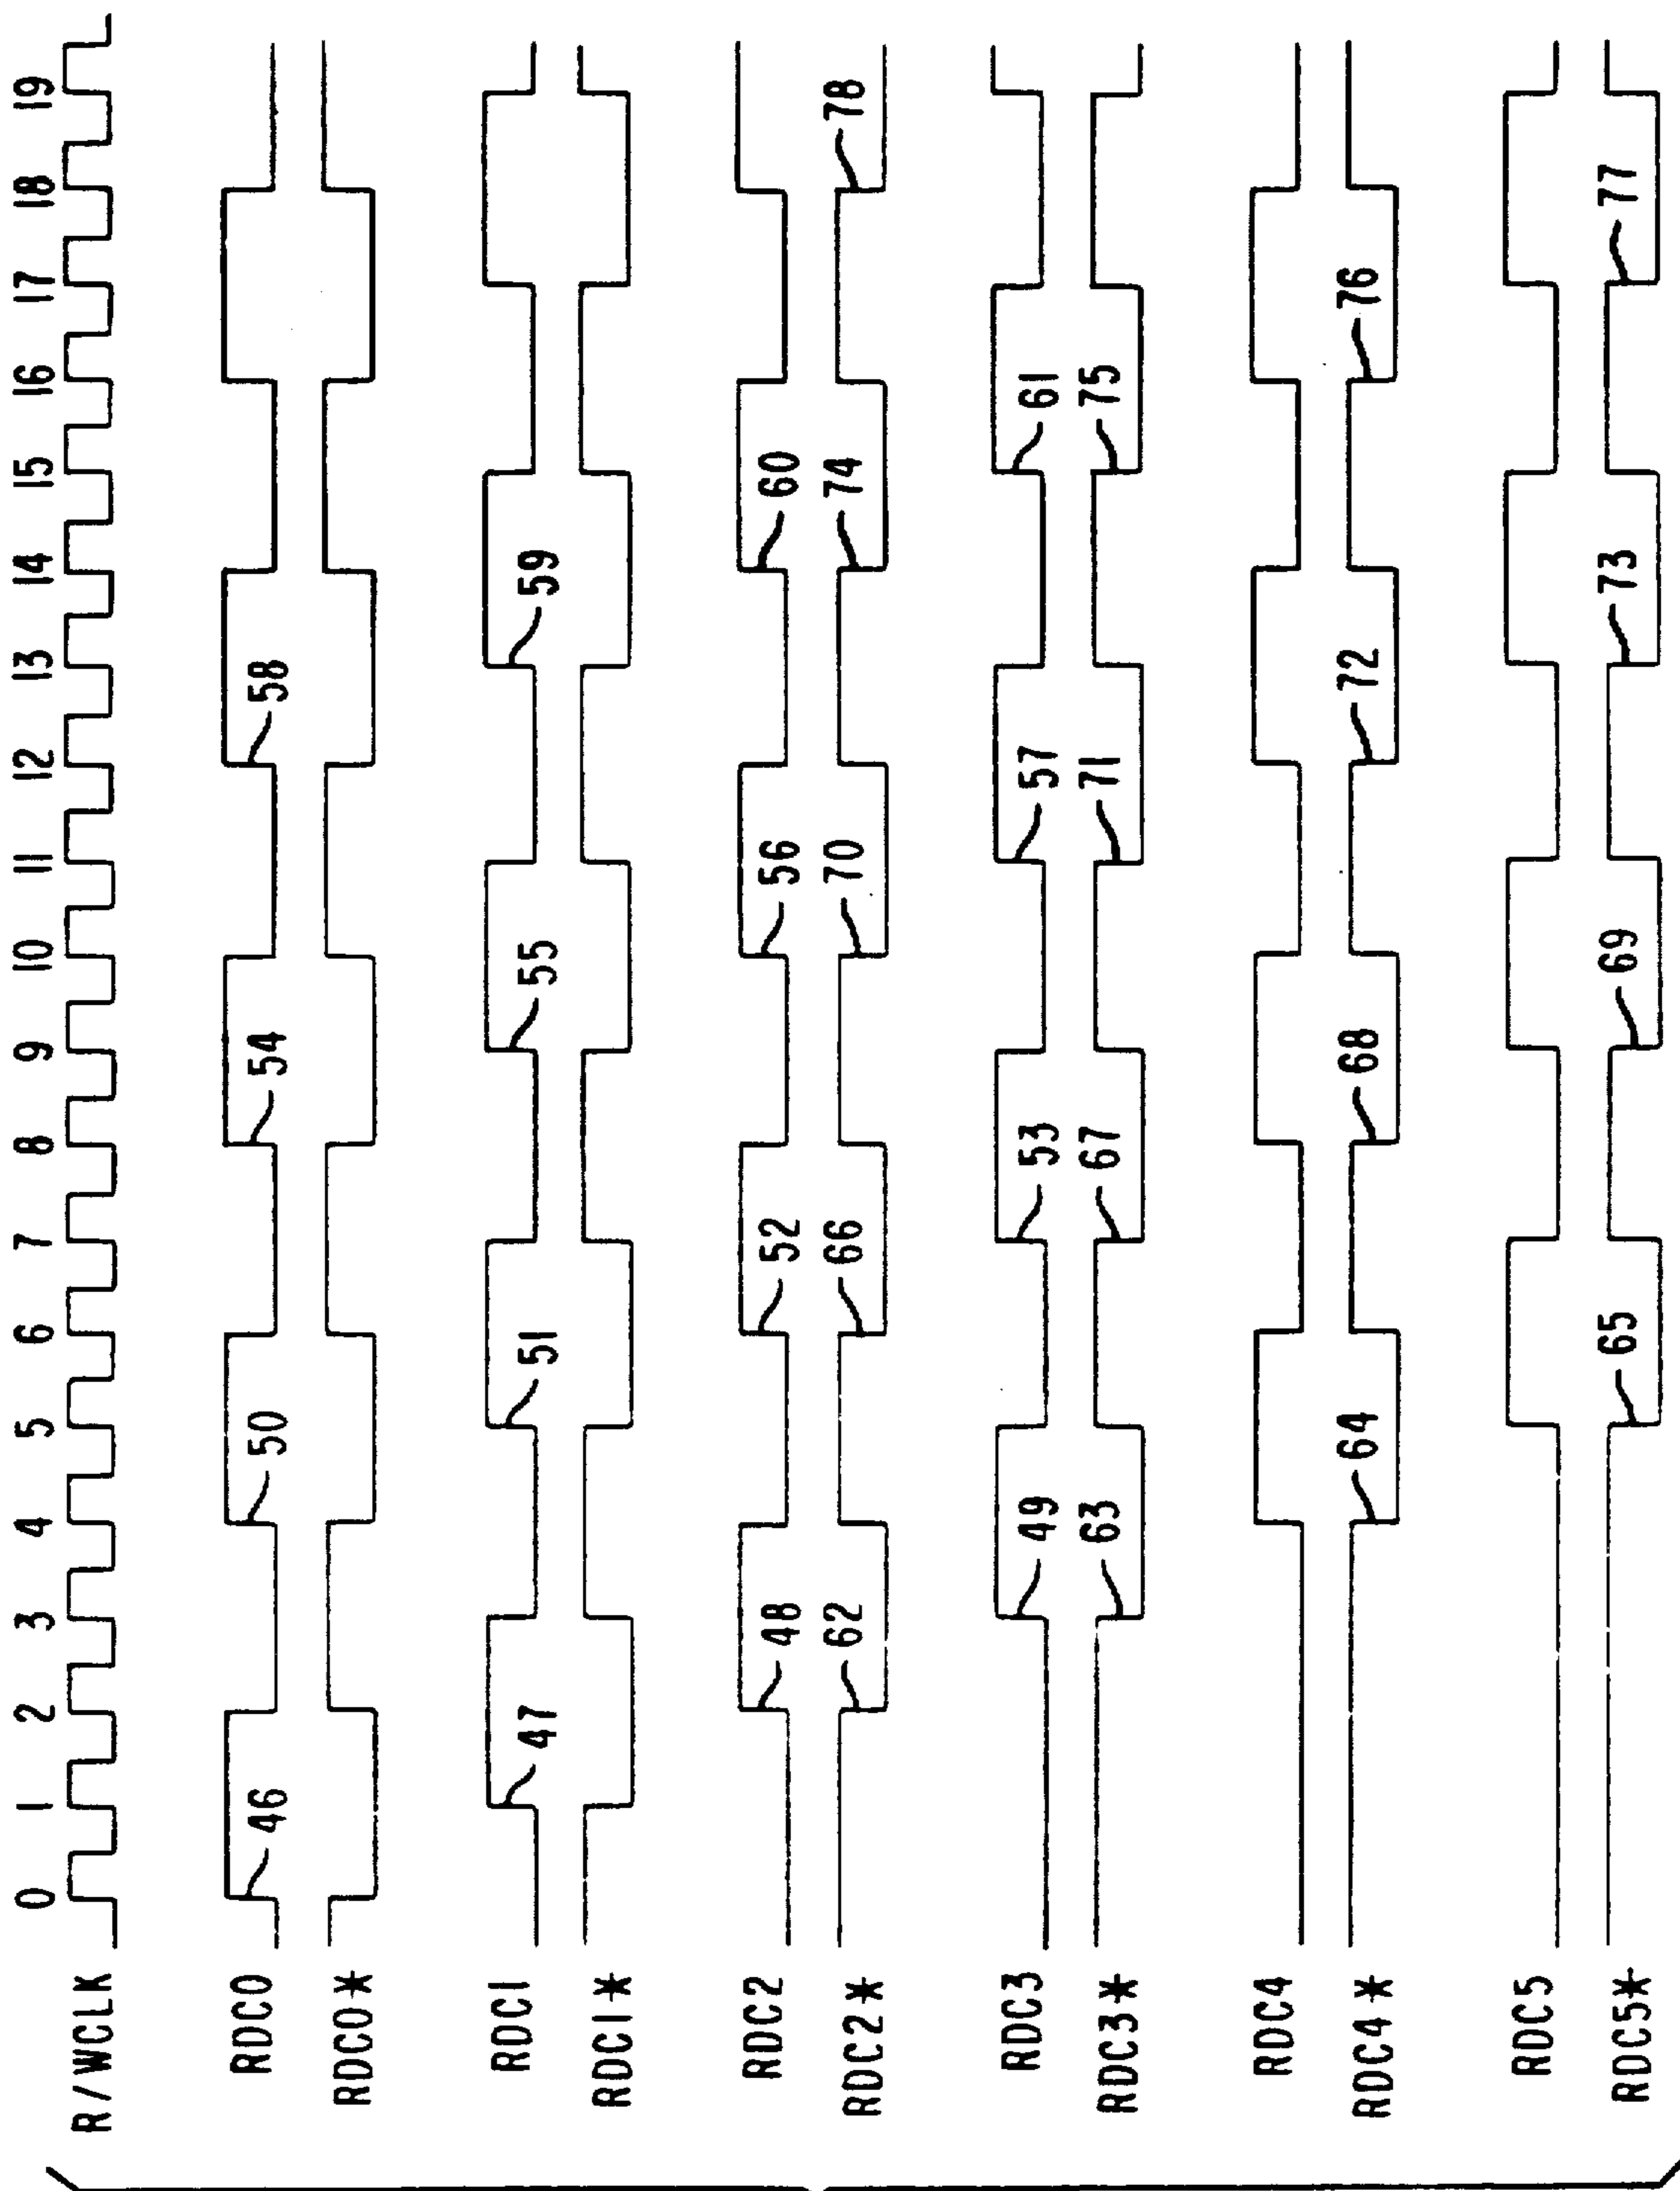 0 1 2 3 4 5 6 7 8 9 10 11 12 13 14 15 16 17 18 19
R/WCLK
RDC0 46 50 54 58
RDC0*
RDC1 47 51 55 59
RDC1*
RDC2 48 52 56 60
RDC2* 62 66 70 74 78
RDC3 49 53 57 61
RDC3* 63 67 71 75
RDC4
RDC4* 64 68 72 76
RDC5
RDC5* 65 69 73 77